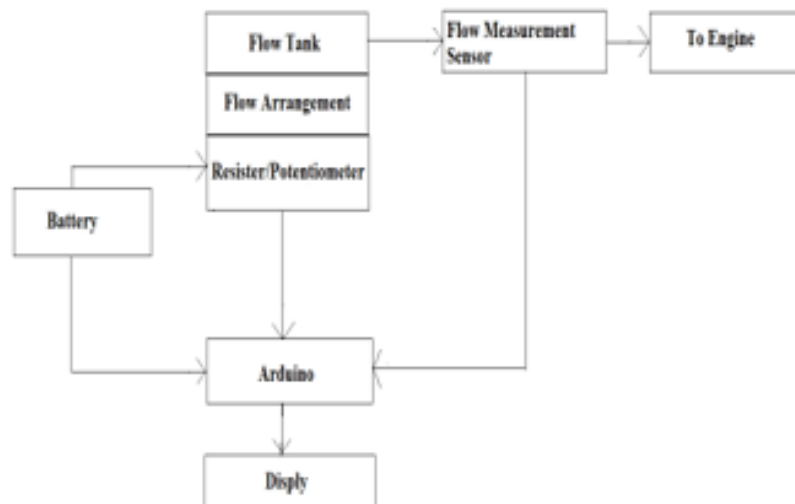 Flow Tank
Flow Measurement
Sensor
To Engine
Flow Arrangement
Resister/Potentiometer
Battery
Arduino
Disply